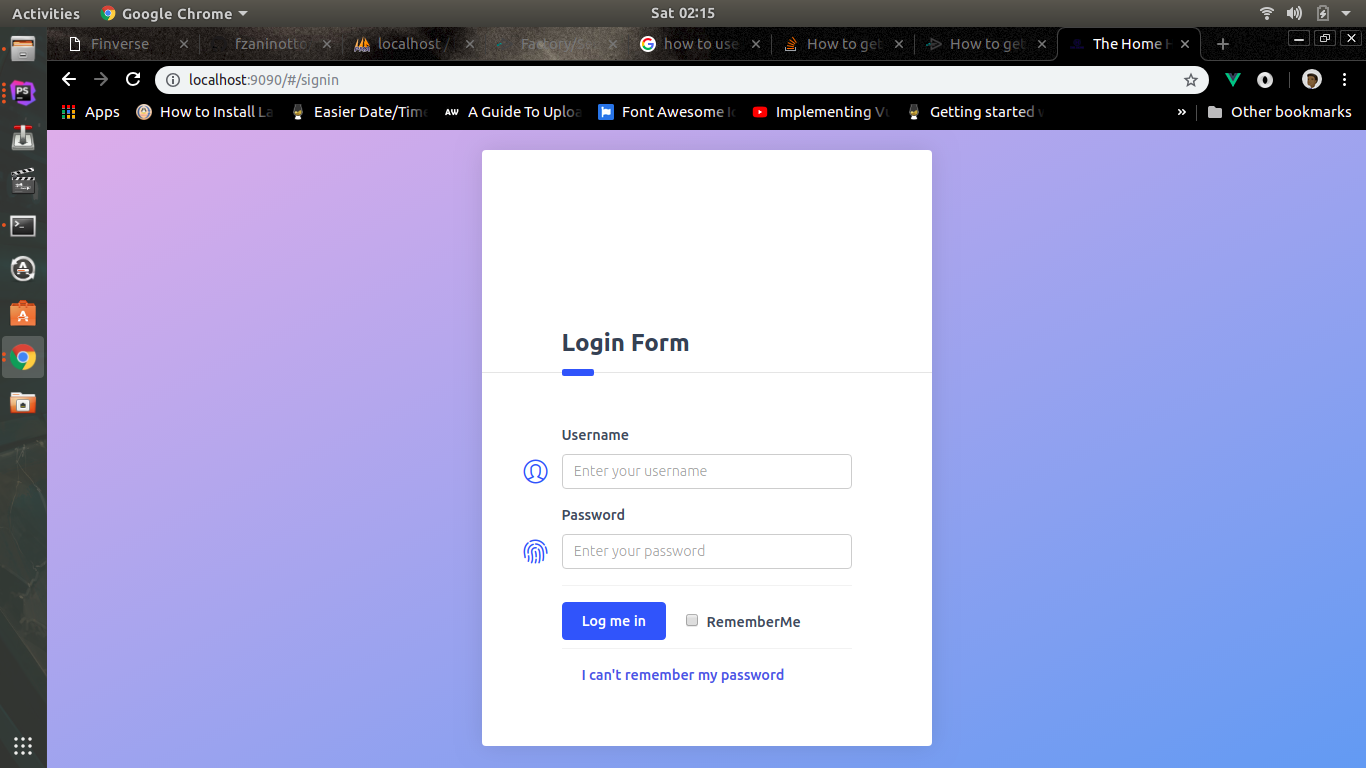 Activities Google Chrome Sat 02:15
Finverse fzaninott localhost / Factory/S how to use How to get How to get The Home
localhost:9090/#/signin
Apps How to Install La Easier Date/Time A Guide To Uploa Font Awesome Implementing Vu Getting started » Other bookmarks
Login Form
Username
Enter your username
Password
Enter your password
Log me in RememberMe
I can't remember my password